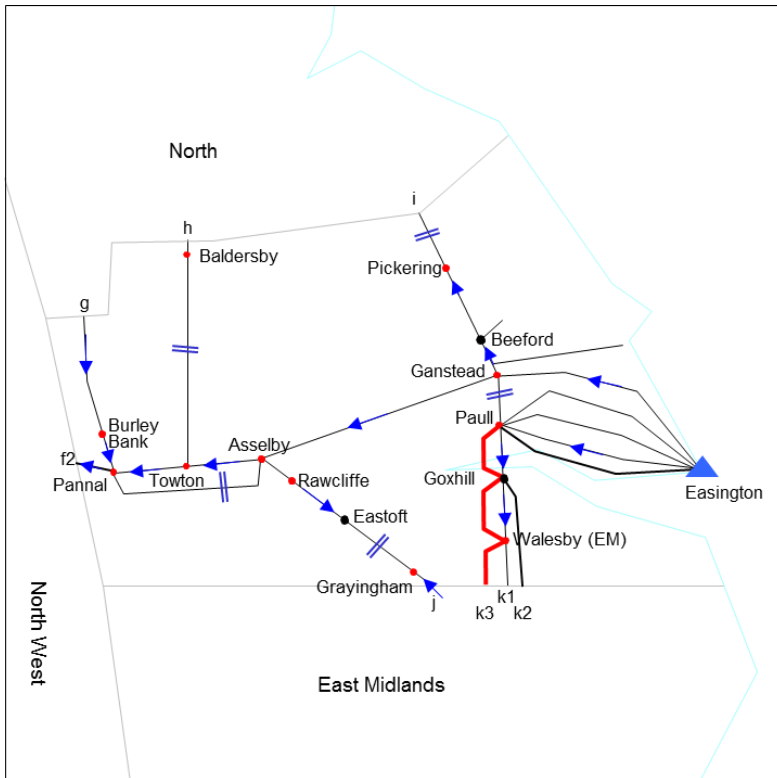 North
i
h
Baldersby
Pickering
g
Beeford
Ganstead
Paull
Burley
Bank
Asselby
f2
Pannal
Towton
Rawcliffe
Goxhill
Easington
Eastoft
Walesby (EM)
Grayingham
j
k1
k3
k2
North West
East Midlands